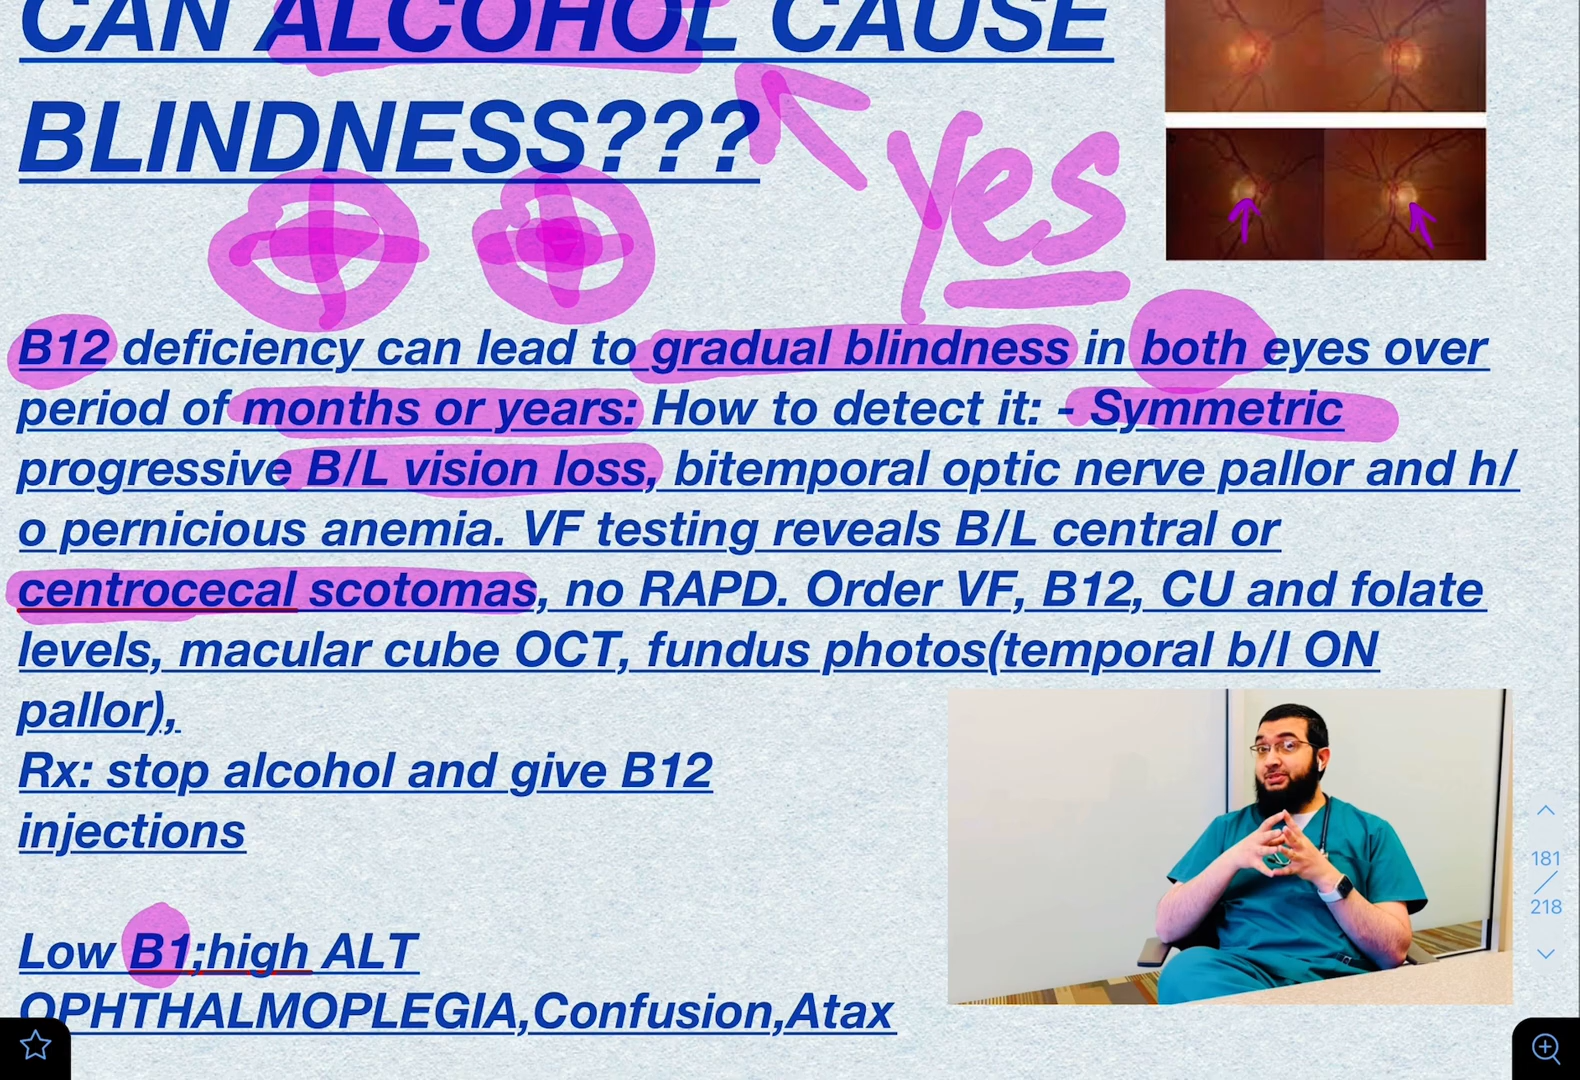 CAN ALCOHOL CAUSE
BLINDNESS???
yes
B12 deficiency can lead to gradual blindness in both eyes over
period of months or years: How to detect it: - Symmetric
progressive B/L vision loss, bitemporal optic nerve pallor and h/
o pernicious anemia. VF testing reveals B/L central or
centrocecal scotomas, no RAPD. Order VF, B12, CU and folate
levels, macular cube OCT, fundus photos(temporal b/l ON
pallor),
Rx: stop alcohol and give B12
injections
181
/
218
Low B1;high ALT
OPHTHALMOPLEGIA,Confusion,Atax